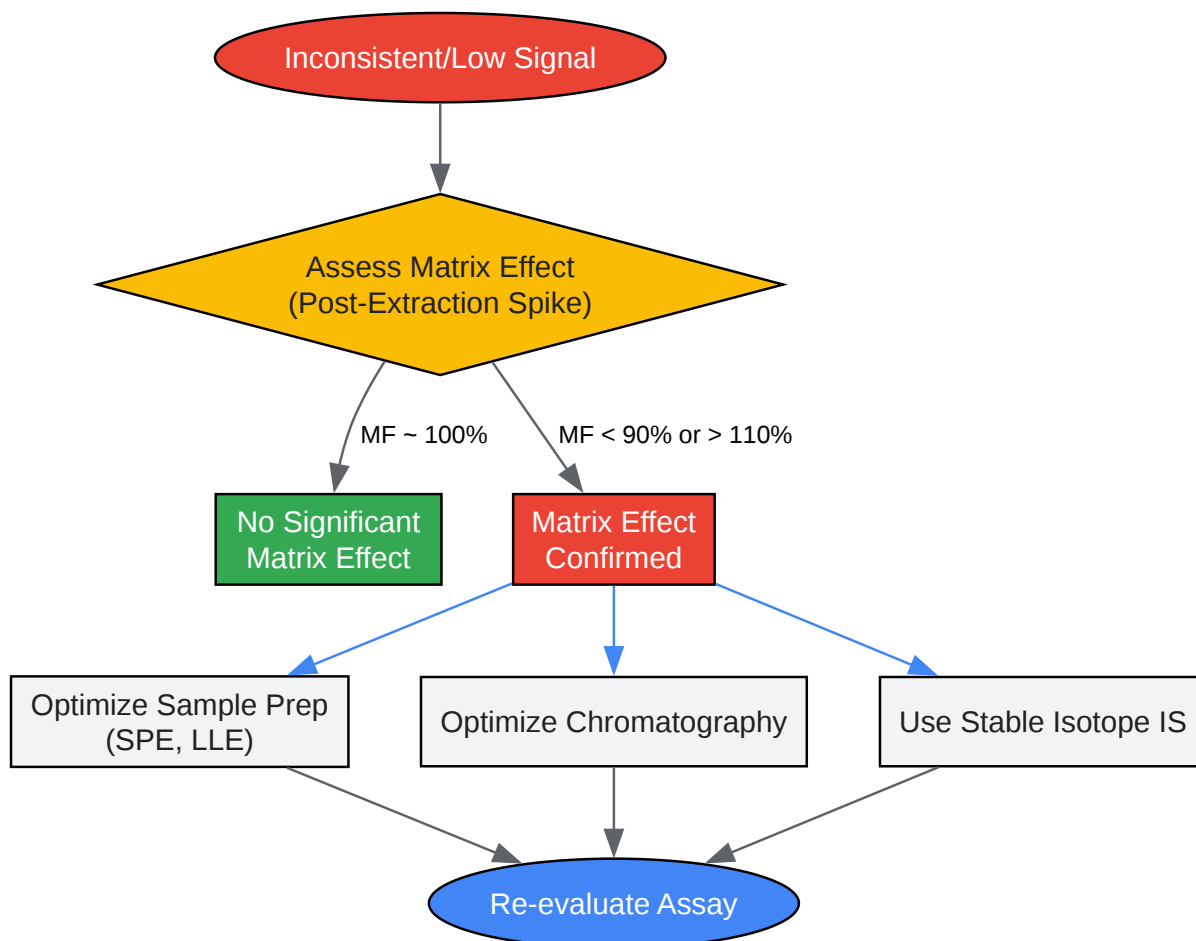 Inconsistent/Low Signal
Assess Matrix Effect
(Post-Extraction Spike)
MF ~ 100%
MF < 90% or > 110%
No Significant
Matrix Effect
Matrix Effect
Confirmed
Optimize Sample Prep
(SPE, LLE)
Optimize Chromatography
Use Stable Isotope IS
Re-evaluate Assay